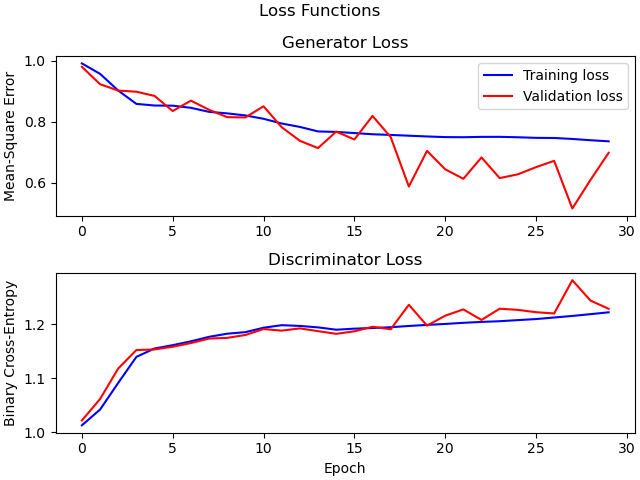 Loss Functions
Generator Loss
Mean-Square Error
1.0
0.8
0.6
Training loss
Validation loss
0 5 10 15 20 25 30
Discriminator Loss
Binary Cross-Entropy
1.2
1.1
1.0
0 5 10 15 20 25 30
Epoch